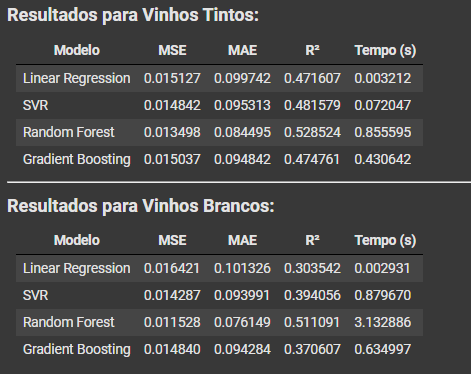 Resultados para Vinhos Tintos:
Modelo MSE MAE R² Tempo (s)
Linear Regression 0.015127 0.099742 0.471607 0.003212
SVR 0.014842 0.095313 0.481579 0.072047
Random Forest 0.013498 0.084495 0.528524 0.855595
Gradient Boosting 0.015037 0.094842 0.474761 0.430642
Resultados para Vinhos Brancos:
Modelo MSE MAE R² Tempo (s)
Linear Regression 0.016421 0.101326 0.303542 0.002931
SVR 0.014287 0.093991 0.394056 0.879670
Random Forest 0.011528 0.076149 0.511091 3.132886
Gradient Boosting 0.014840 0.094284 0.370607 0.634997